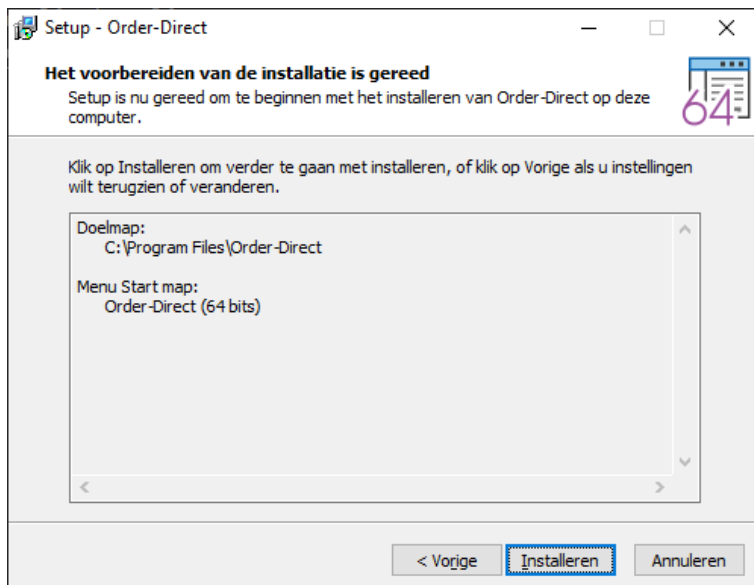 Setup - Order-Direct
Het voorbereiden van de installatie is gereed
Setup is nu gereed om te beginnen met het installeren van Order-Direct op deze
computer.
64
Klik op Installeren om verder te gaan met installeren, of klik op Vorige als u instellingen
wilt terugzien of veranderen.
Doelmap:
C:\Program Files\Order-Direct
Menu Start map:
Order-Direct (64 bits)
< Vorige
Installeren
Annuleren